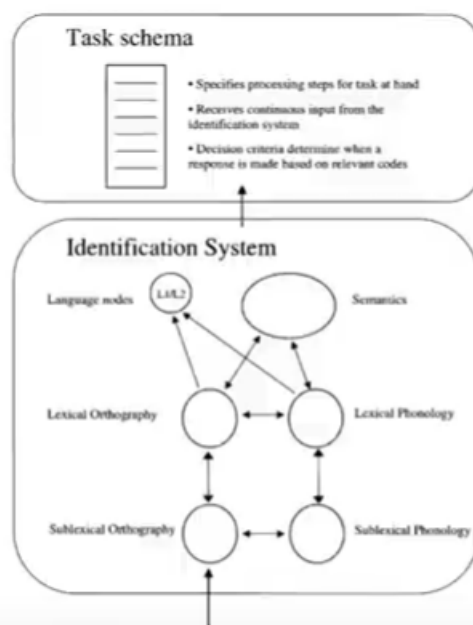 Task schema
• Specifies processing steps for task at hand
• Receives continuous input from the
identification system
• Decision criteria determine when a
response is made based on relevant codes
Identification System
Language nodes
L1/L2
Semantics
Lexical Orthography
Lexical Phonology
Sublexical Orthography
Sublexical Phonology